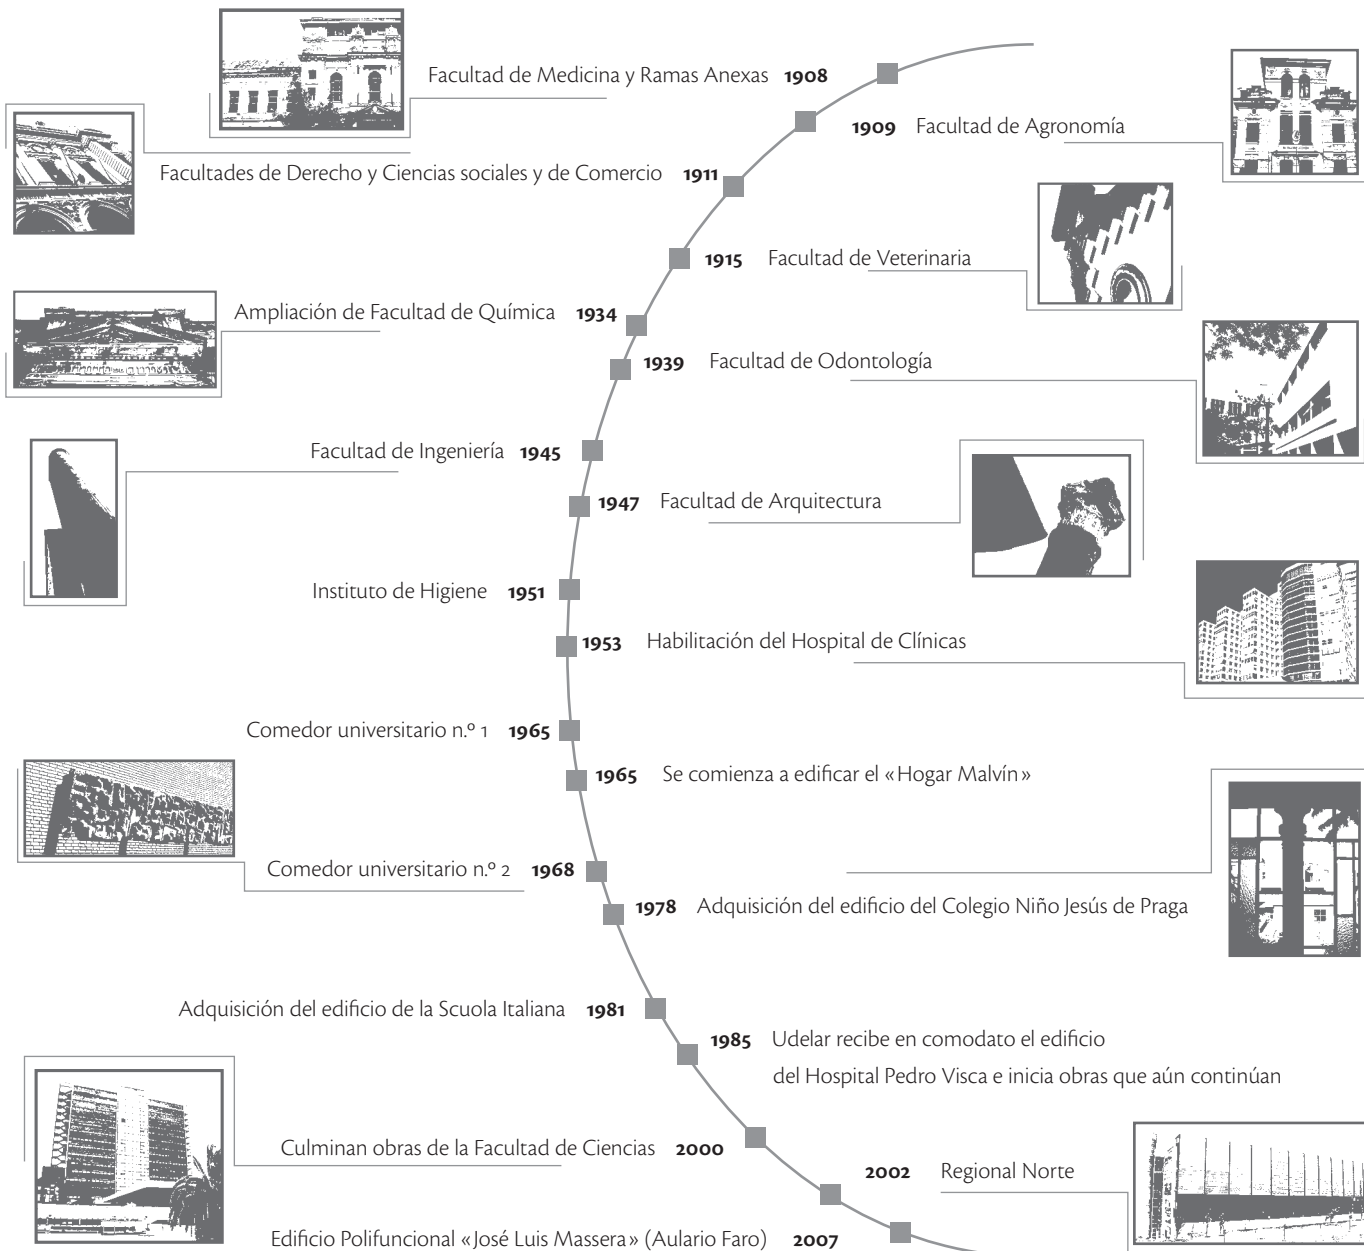 Facultad de Medicina y Ramas Anexas 1908
1909 Facultad de Agronomía
Facultades de Derecho y Ciencias sociales y de Comercio 1911
1915 Facultad de Veterinaria
Ampliación de Facultad de Química 1934
1939 Facultad de Odontología
Facultad de Ingeniería 1945
1947 Facultad de Arquitectura
Instituto de Higiene 1951
1953 Habilitación del Hospital de Clínicas
Comedor universitario n.º 1 1965
1965 Se comienza a edificar el «Hogar Malvín»
Comedor universitario n.º 2 1968
1978 Adquisición del edificio del Colegio Niño Jesús de Praga
Adquisición del edificio de la Scuola Italiana 1981
1985 Udelar recibe en comodato el edificio
del Hospital Pedro Visca e inicia obras que aún continúan
Culminan obras de la Facultad de Ciencias 2000
2002 Regional Norte
Edificio Polifuncional «José Luis Massera» (Aulario Faro) 2007